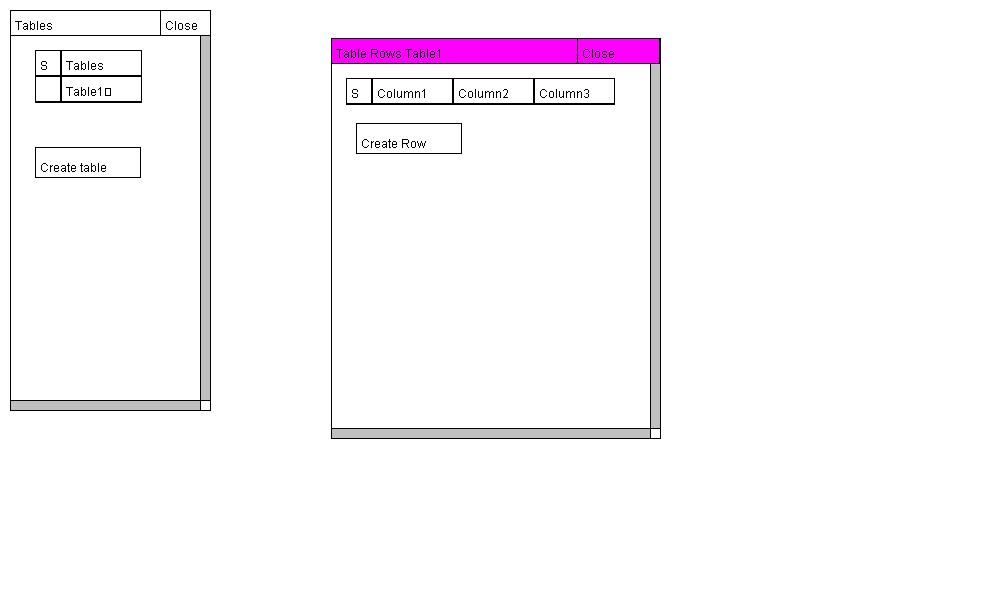 Tables Close
S Tables
Table1▯
Create table
Table Rows Table1 Close
S Column1 Column2 Column3
Create Row